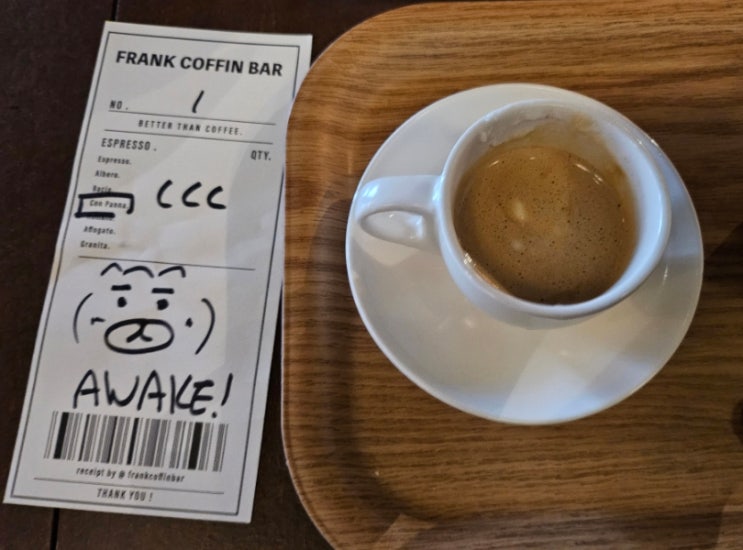 FRANK COFFIN BAR
NO. 1
BETTER THAN COFFEE.
ESPRESSO. QTY.
Espresso.
Albero.
Con Panna. CCC
Affogato.
Granita.
AWAKE!
receipt by @ frankcoffinbar
THANK YOU !